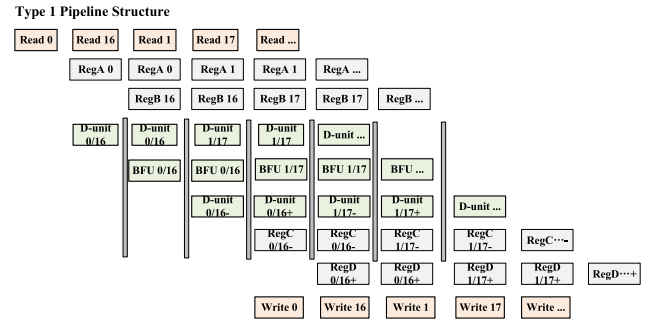 Type 1 Pipeline Structure
Read 0 Read 16 Read 1 Read 17 Read ...
RegA 0 RegA 0 RegA 1 RegA 1 RegA ...
RegB 16 RegB 16 RegB 17 RegB 17 RegB ...
D-unit 0/16 D-unit 0/16 D-unit 1/17 D-unit 1/17 D-unit ...
BFU 0/16 BFU 0/16 BFU 1/17 BFU 1/17 BFU ...
D-unit 0/16- D-unit 0/16+ D-unit 1/17- D-unit 1/17+ D-unit ...
RegC 0/16- RegC 0/16- RegC 1/17- RegC 1/17- RegC···-
RegD 0/16+ RegD 0/16+ RegD 1/17+ RegD 1/17+ RegD···+
Write 0 Write 16 Write 1 Write 17 Write ...